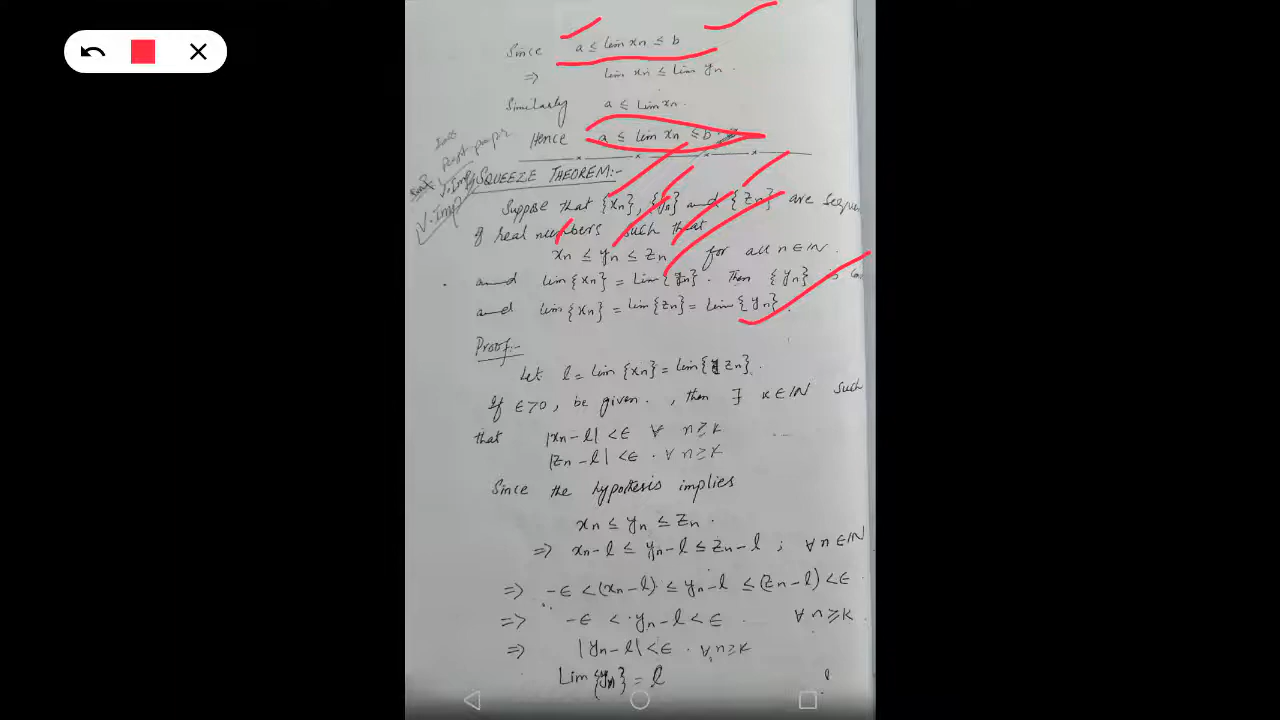 Since a ≤ lim xn ≤ b
⇒ lim xn ≤ lim yn.
Similarly a ≤ Lim xn.
Hence a ≤ lim xn ≤ b.
V.Imp
V.Imp
SQUEEZE THEOREM:-
Suppose that {xn}, {yn} and {zn} are
of real numbers such that
xn ≤ yn ≤ zn for all n ∈ IN.
and lim{xn} = Lim{zn}. Then {yn} is
and lim{xn} = lim{zn} = Lim{yn}.
Proof:-
Let l = Lim {xn} = Lim{zn}.
If ϵ>0, be given., then ∃ K ∈ IN such
that |xn - l| < ϵ ∀ n ≥ K
|zn - l| < ϵ. ∀ n ≥ K
Since the hypothesis implies
xn ≤ yn ≤ zn.
⇒ xn - l ≤ yn - l ≤ zn - l ; ∀ n ∈ IN
⇒ -ϵ < (xn - l) ≤ yn - l ≤ (zn - l) < ϵ
⇒ -ϵ < yn - l < ϵ. ∀ n ≥ K
⇒ |yn - l| < ϵ. ∀ n ≥ K
Lim {yn} = l